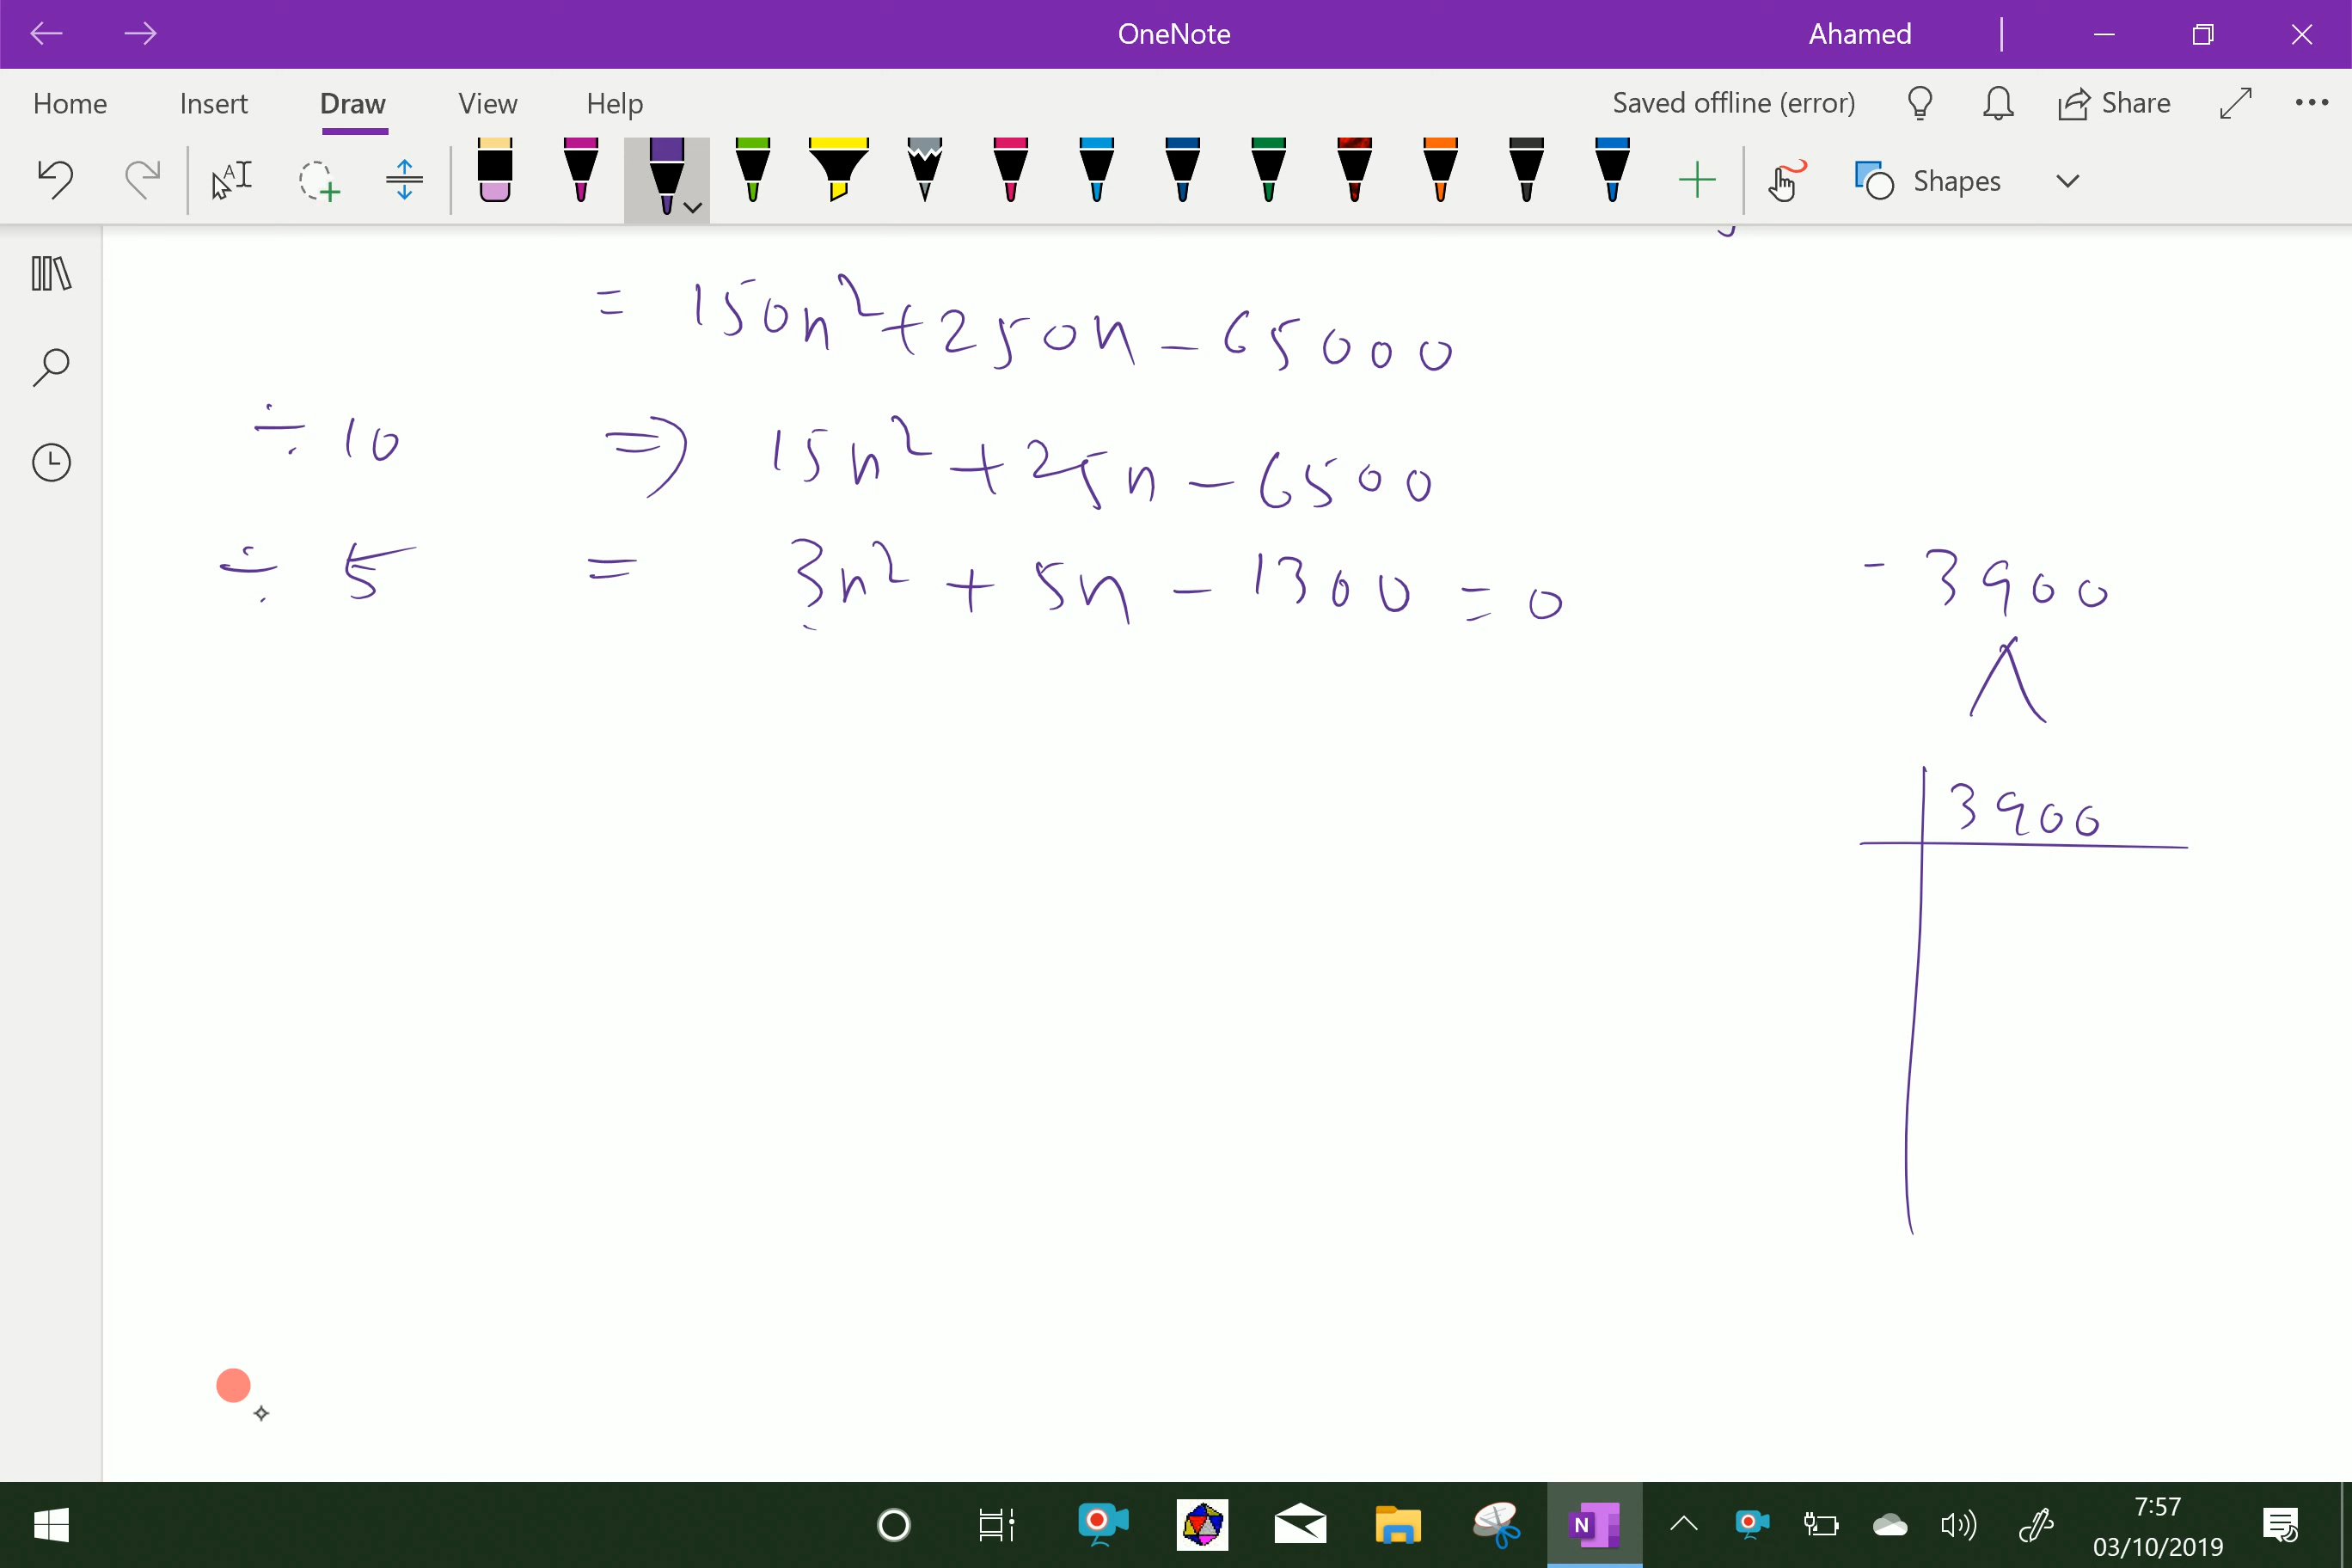 OneNote
Ahamed
Home Insert Draw View Help
Saved offline (error)
Share
Shapes
= 150n² + 250n - 65000
÷ 10 ⇒ 15n² + 25n - 6500
÷ 5 = 3n² + 5n - 1300 = 0
- 3900
3900
7:57
03/10/2019